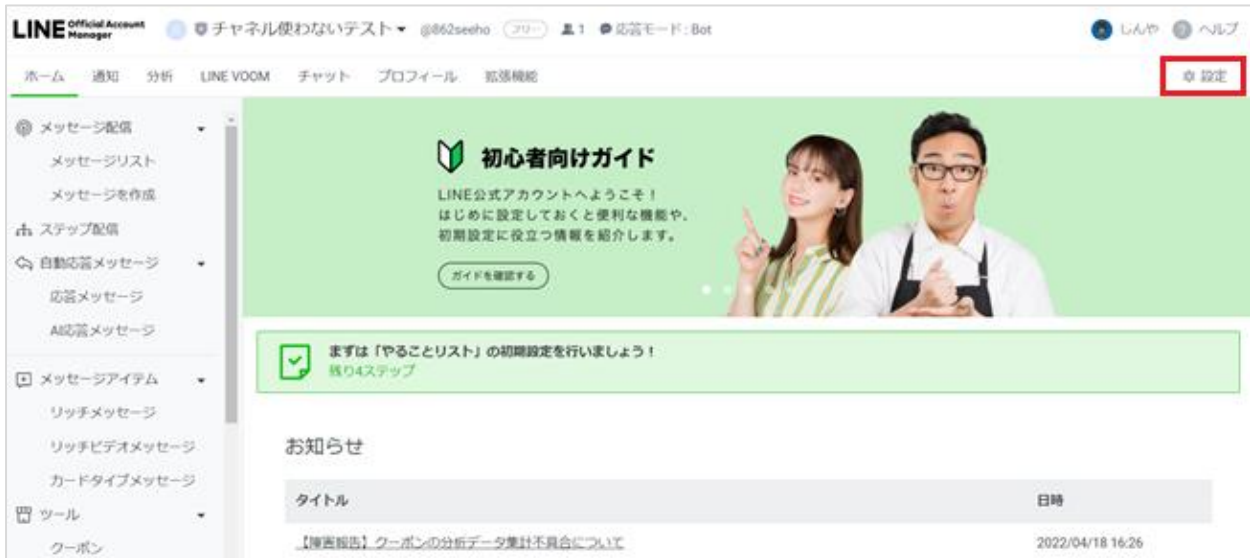 LINE Official Account Manager チャネル使わないテスト @862seeho フリー 1 応答モード : Bot しんや ヘルプ
ホーム 通知 分析 LINE VOOM チャット プロフィール 拡張機能 設定
メッセージ配信
メッセージリスト
メッセージを作成
ステップ配信
自動応答メッセージ
応答メッセージ
AI応答メッセージ
メッセージアイテム
リッチメッセージ
リッチビデオメッセージ
カードタイプメッセージ
ツール
クーポン
初心者向けガイド
LINE公式アカウントへようこそ！
はじめに設定しておくと便利な機能や、
初期設定に役立つ情報を紹介します。
ガイドを確認する
まずは「やることリスト」の初期設定を行いましょう！
残り4ステップ
お知らせ
タイトル 日時
【障害報告】クーポンの分析データ集計不具合について 2022/04/18 16:26